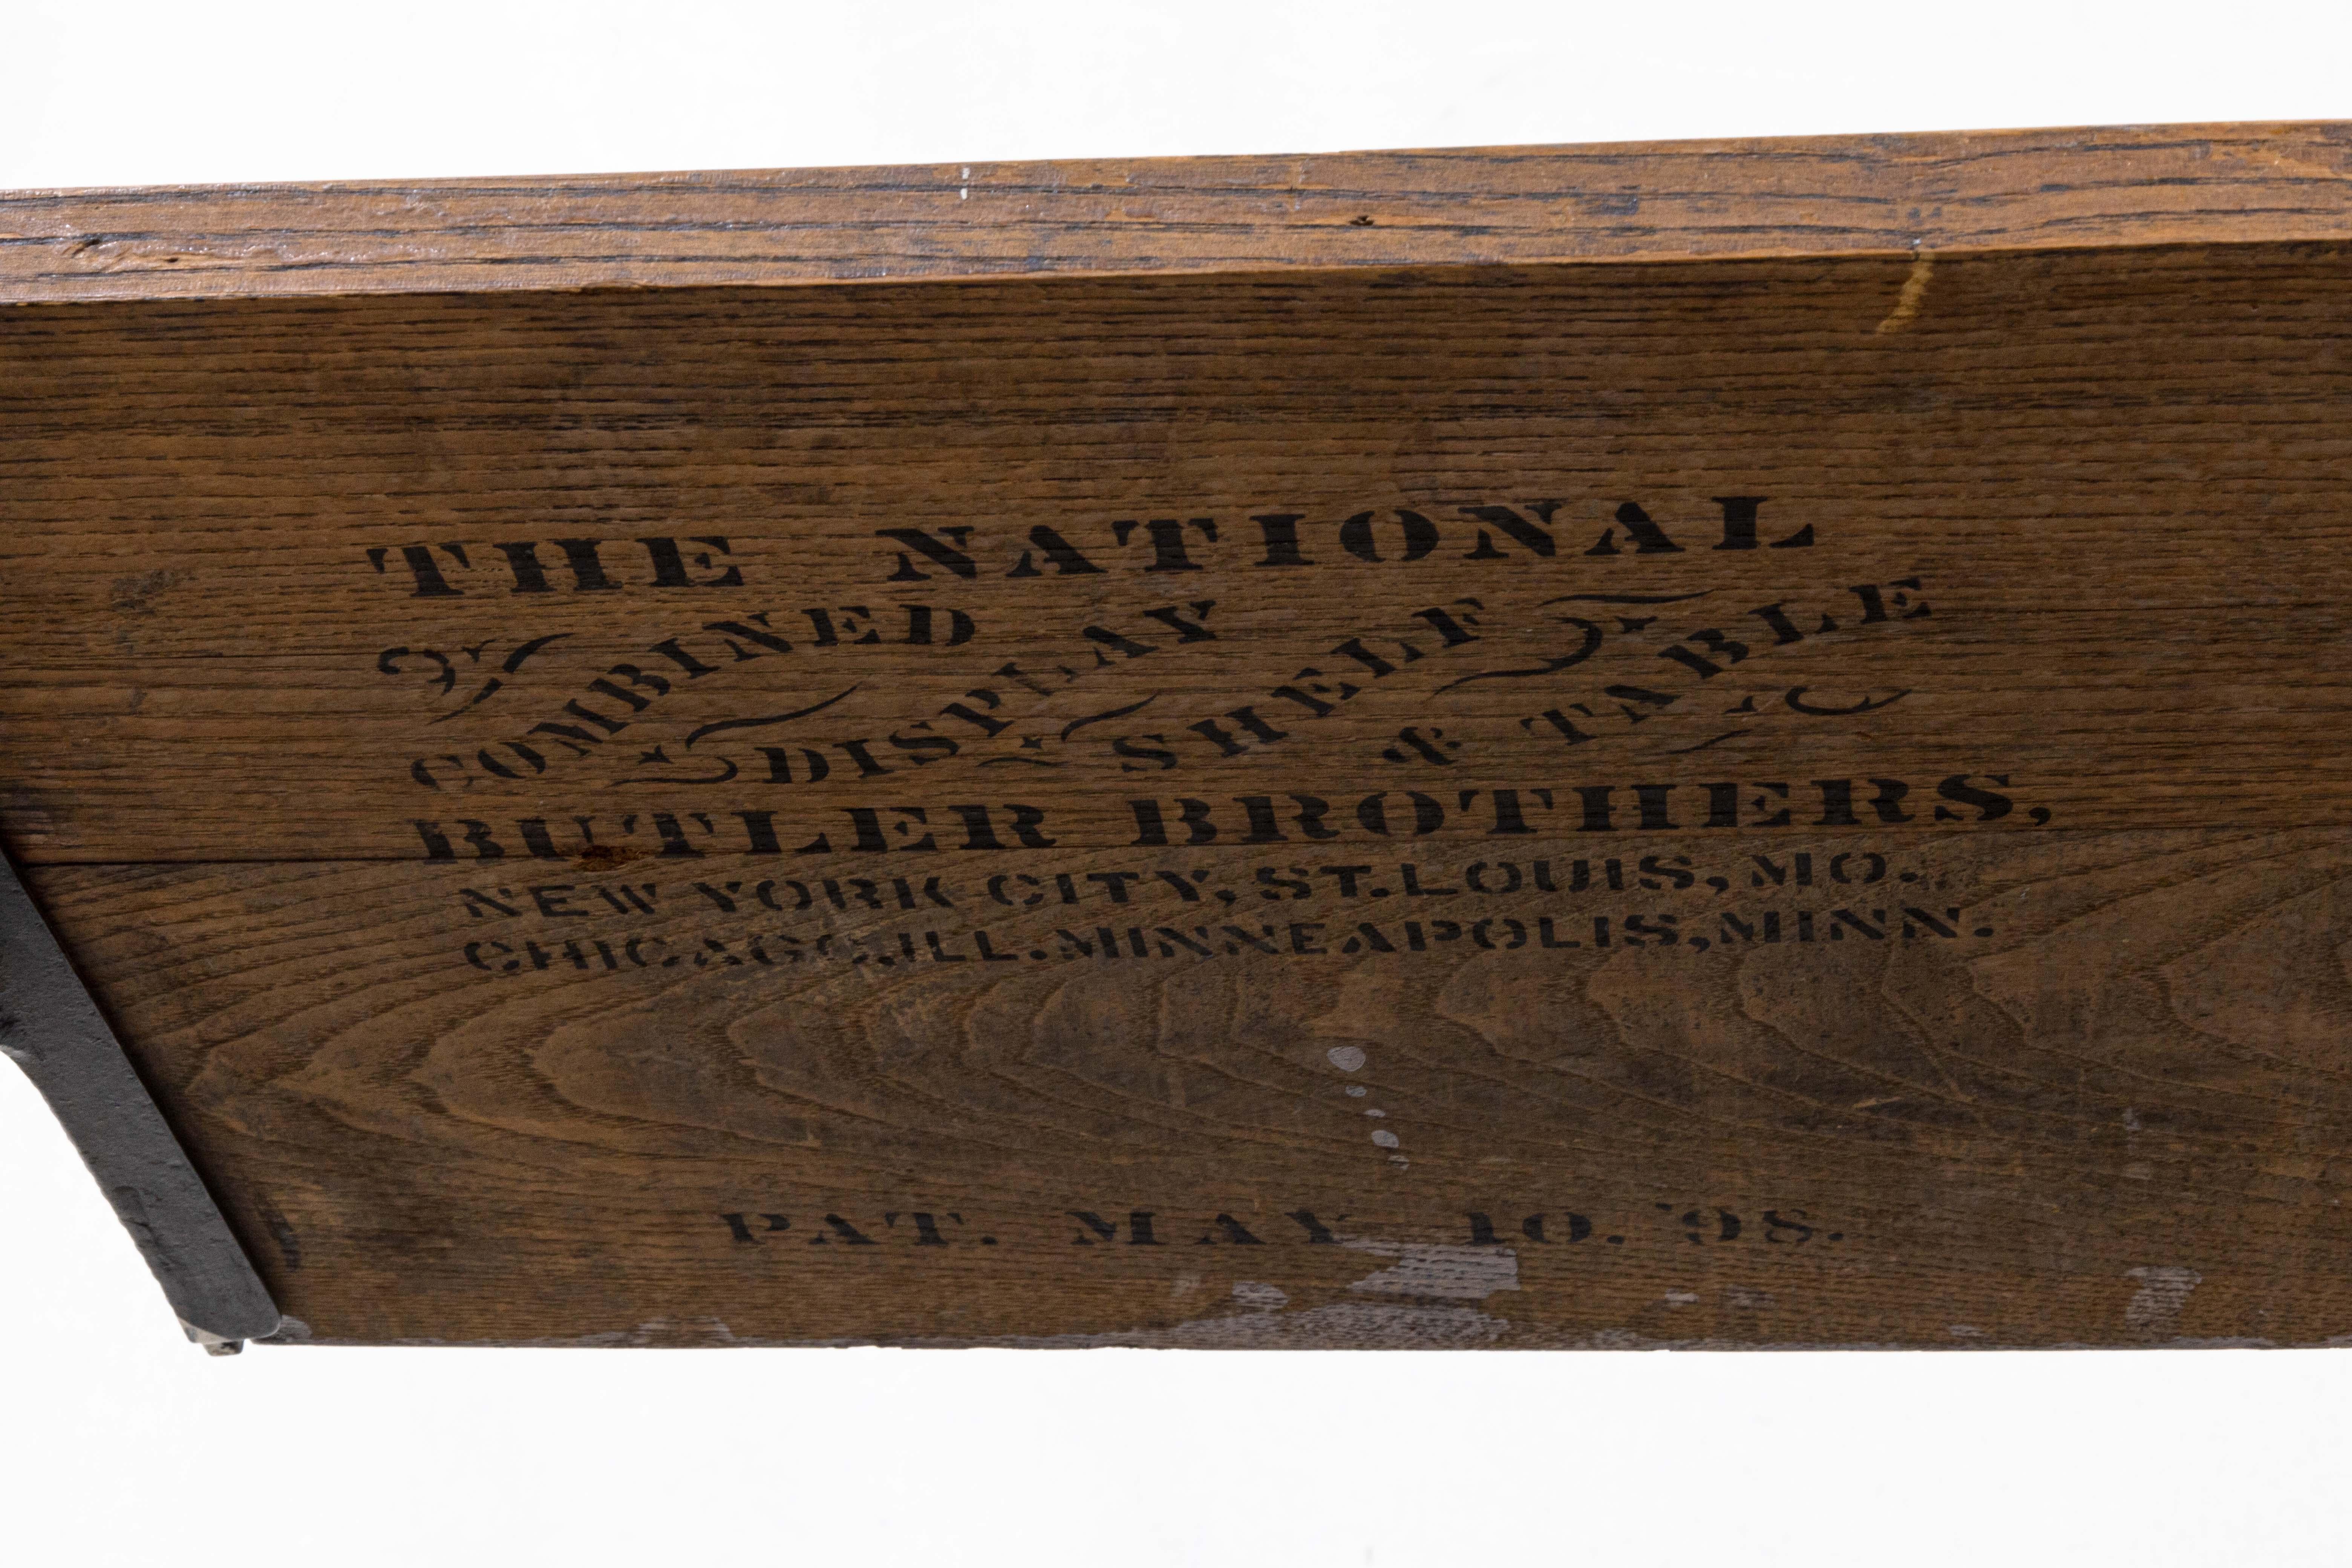 THE NATIONAL
COMBINED DISPLAY SHELF & TABLE
BUTLER BROTHERS,
NEW YORK CITY, ST. LOUIS, MO.
CHICAGO, ILL. MINNEAPOLIS, MINN.
PAT. MAY 10. '98.